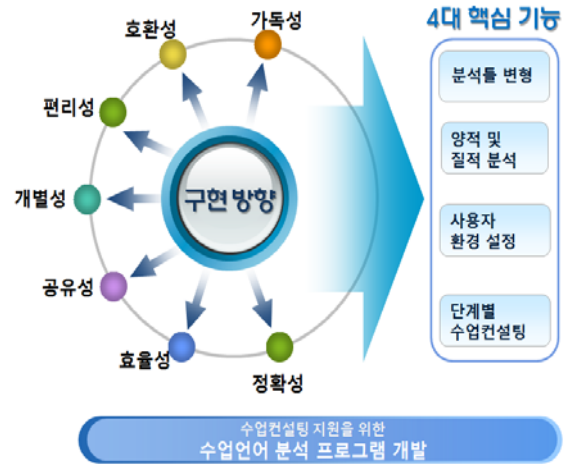 가독성
호환성
편리성
개별성
공유성
효율성
정확성
구현 방향
4대 핵심 기능
분석틀 변형
양적 및
질적 분석
사용자
환경 설정
단계별
수업컨설팅
수업컨설팅 지원을 위한
수업언어 분석 프로그램 개발